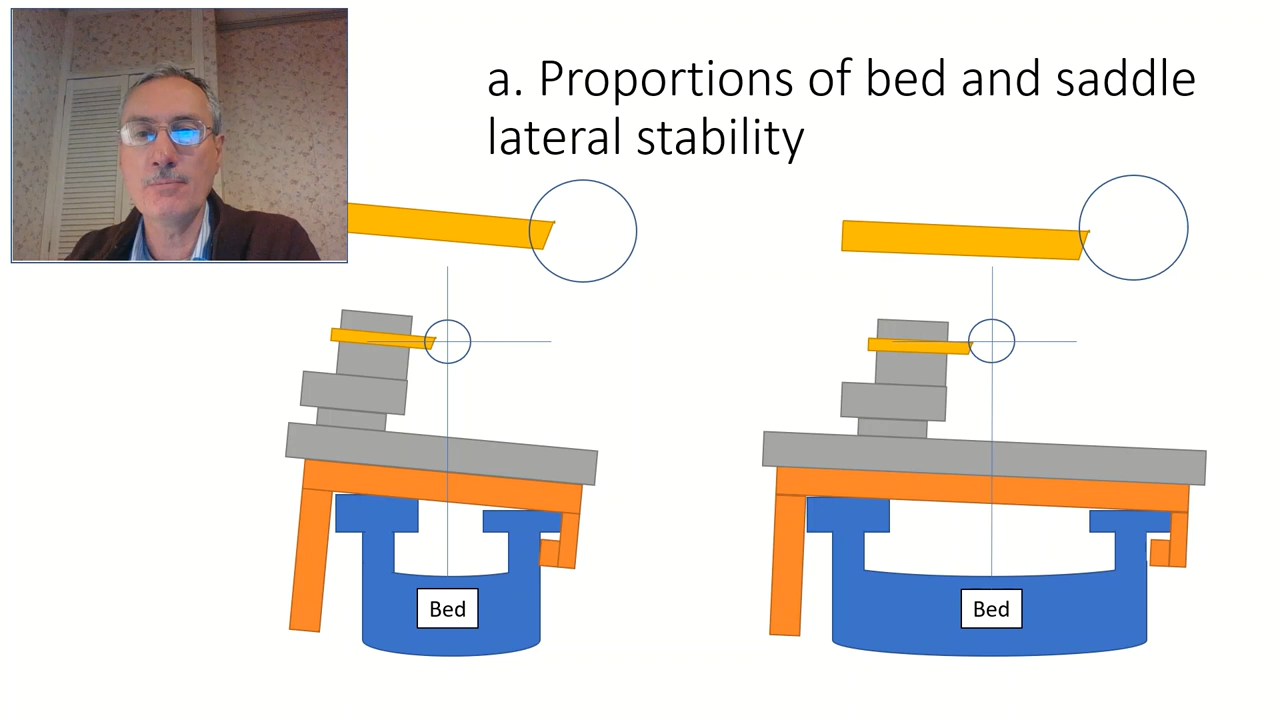 a. Proportions of bed and saddle
lateral stability
Bed
Bed